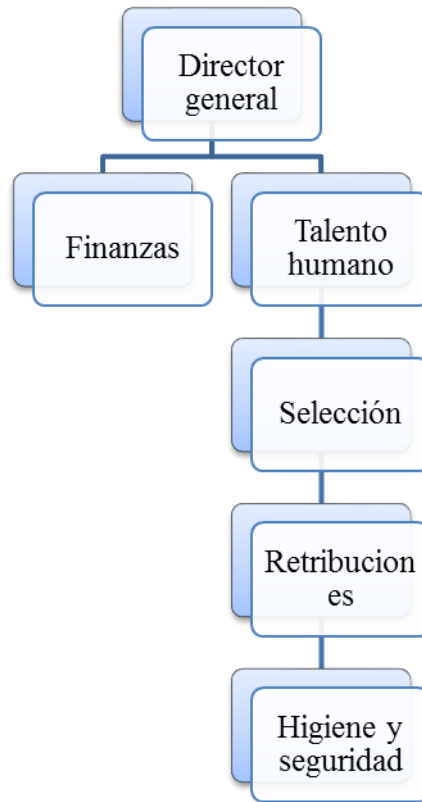 Director
general
Finanzas
Talento
humano
Selección
Retribucion
es
Higiene y
seguridad